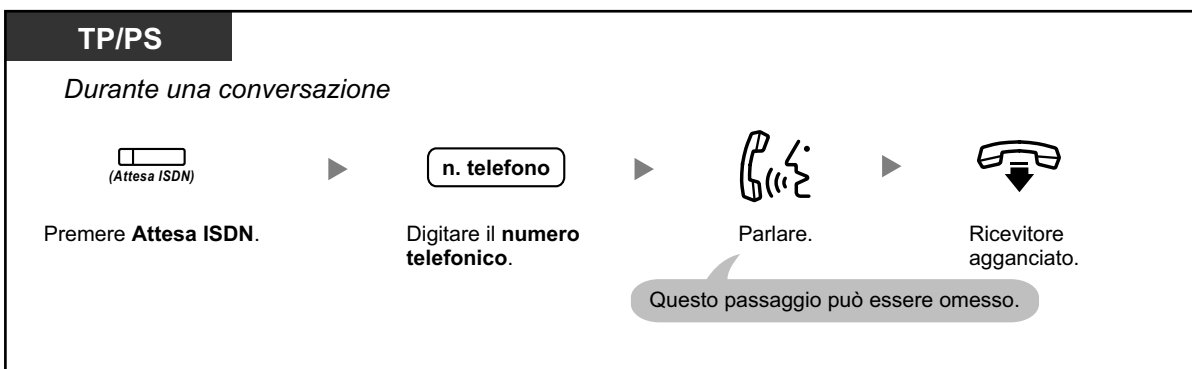 TP/PS
Durante una conversazione
(Attesa ISDN)
n. telefono
Premere Attesa ISDN.
Digitare il numero
telefonico.
Parlare.
Ricevitore
agganciato.
Questo passaggio può essere omesso.